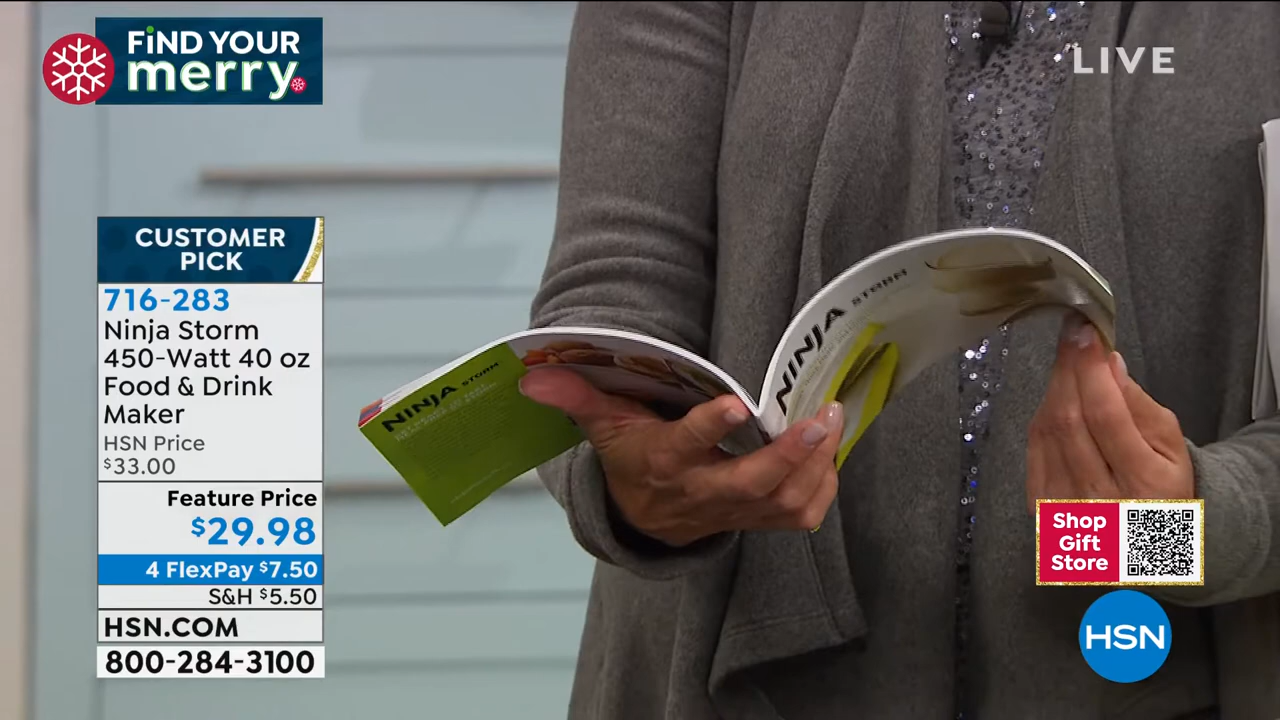 FiND YOUR
merry.
LIVE
CUSTOMER
PICK
716-283
Ninja Storm
450-Watt 40 oz
Food & Drink
Maker
HSN Price
$33.00
Feature Price
$29.98
4 FlexPay $7.50
S&H $5.50
HSN.COM
800-284-3100
NINJA STORM
NINJA STORM
Shop
Gift
Store
HSN